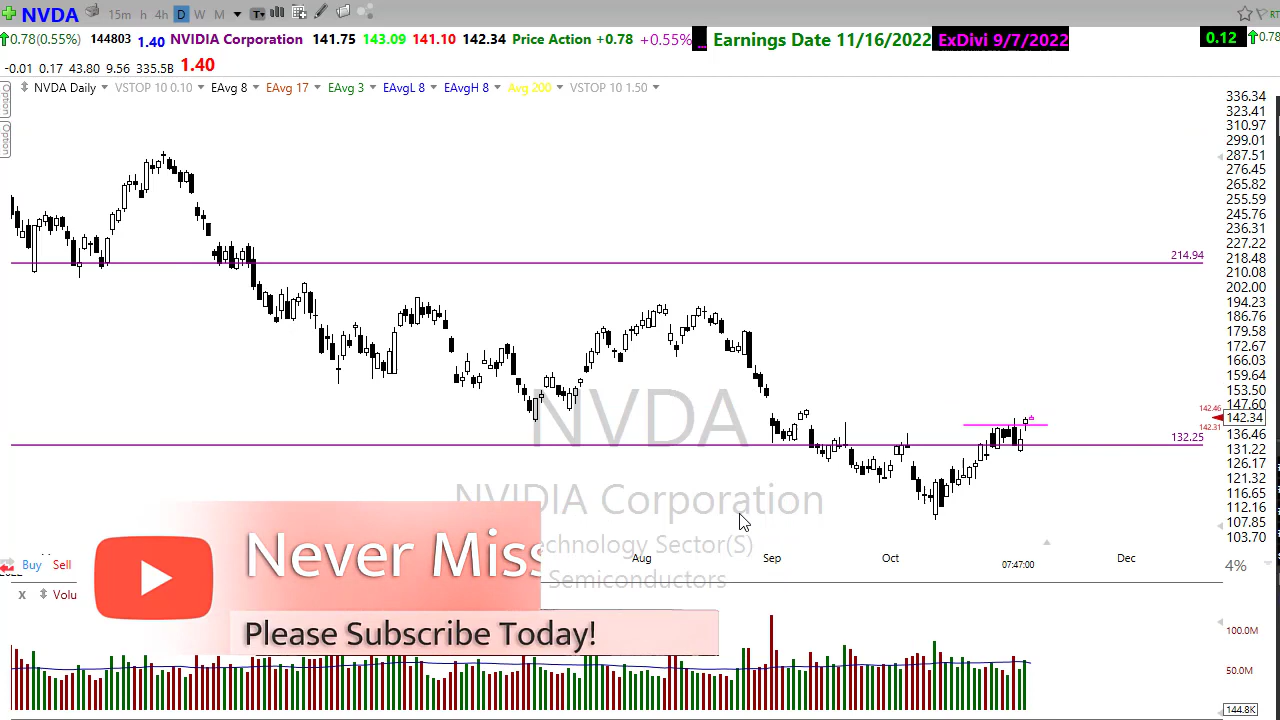 NVDA 15m h 4h D W M T
0.78(0.55%) 144803 1.40 NVIDIA Corporation 141.75 143.09 141.10 142.34 Price Action +0.78 +0.55% Earnings Date 11/16/2022 ExDivi 9/7/2022 0.12 0.78
-0.01 0.17 43.80 9.56 335.5B 1.40
NVDA Daily VSTOP 10 0.10 EAvg 8 EAvg 17 EAvg 3 EAvgL 8 EAvgH 8 Avg 200 VSTOP 10 1.50
Option
Option
336.34
323.41
310.97
299.01
287.51
276.45
265.82
255.59
245.76
236.31
227.22
218.48
210.08
202.00
194.23
186.76
179.58
172.67
166.03
159.64
153.50
147.60
142.34
136.46
131.22
126.17
121.32
116.65
112.16
107.85
103.70
214.94
142.46
142.31
132.25
NVDA
NVIDIA Corporation
Technology Sector(S)
Semiconductors
Aug Sep Oct Dec
07:47:00
4%
Buy Sell
X Volu
Never Miss
Please Subscribe Today!
100.0M
50.0M
144.8K